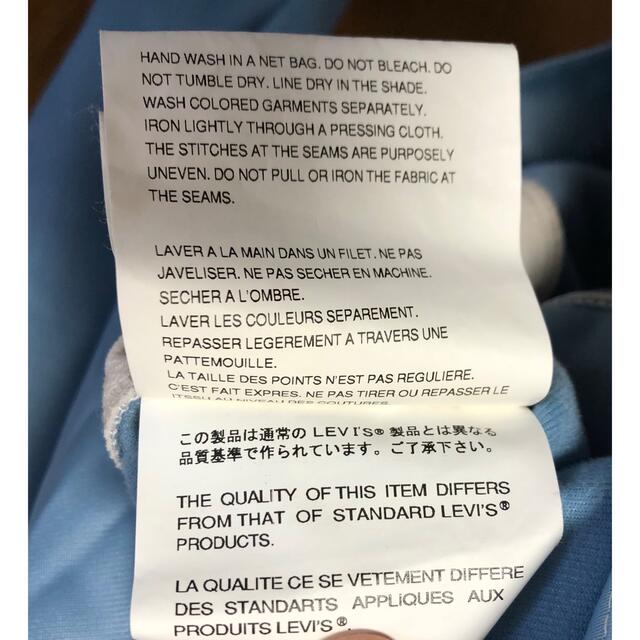 HAND WASH IN A NET BAG. DO NOT BLEACH. DO
NOT TUMBLE DRY. LINE DRY IN THE SHADE.
WASH COLORED GARMENTS SEPARATELY.
IRON LIGHTLY THROUGH A PRESSING CLOTH.
THE STITCHES AT THE SEAMS ARE PURPOSELY
UNEVEN. DO NOT PULL OR IRON THE FABRIC AT
THE SEAMS.
LAVER A LA MAIN DANS UN FILET. NE PAS
JAVELISER. NE PAS SECHER EN MACHINE.
SECHER A L'OMBRE.
LAVER LES COULEURS SEPAREMENT.
REPASSER LEGEREMENT A TRAVERS UNE
PATTEMOUILLE.
LA TAILLE DES POINTS N'EST PAS REGULIERE.
C'EST FAIT EXPRES. NE PAS TIRER OU REPASSER LE
ITSSU AU NIVEAU DES COUTURES.
この製品は通常の LEVI'S® 製品とは異なる
品質基準で作られています。ご了承下さい。
THE QUALITY OF THIS ITEM DIFFERS
FROM THAT OF STANDARD LEVI'S®
PRODUCTS.
LA QUALITE CE SE VETEMENT DIFFERE
DES STANDARTS APPLiQUES AUX
PRODUITS LEVI'S®.